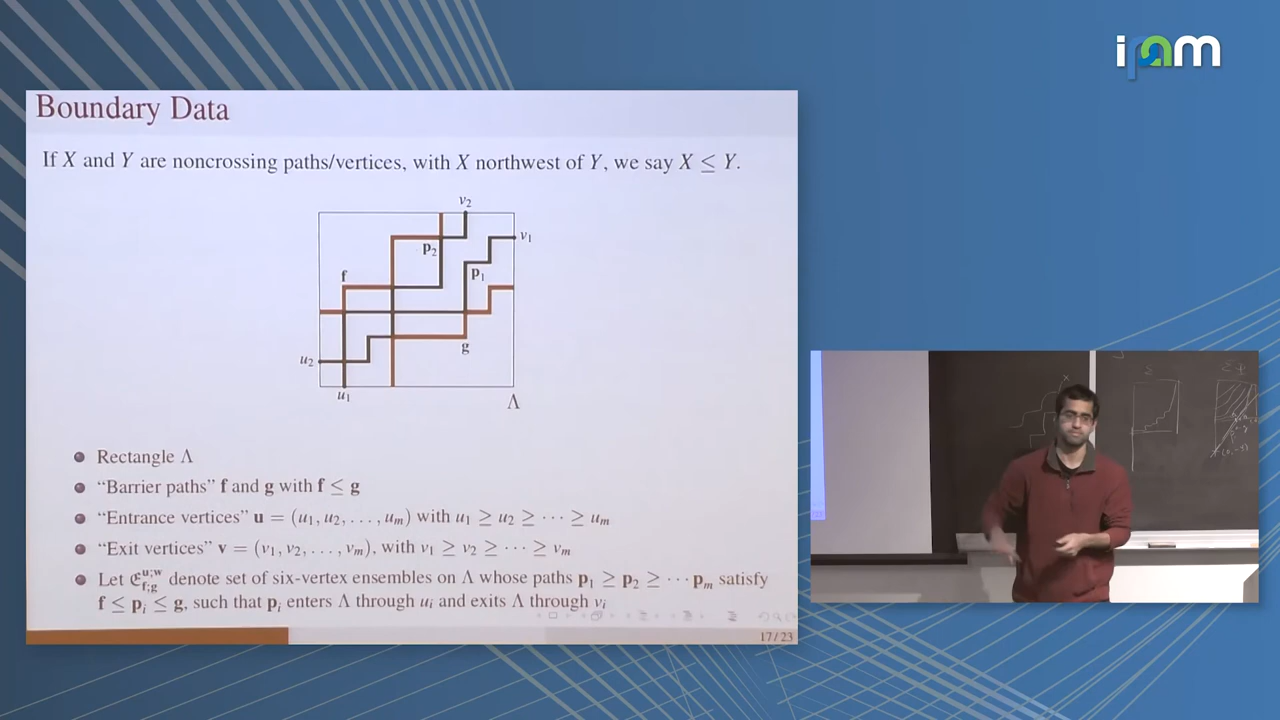 ipam
Boundary Data
If X and Y are noncrossing paths/vertices, with X northwest of Y, we say X ≤ Y.
v₂
v₁
p₂
p₁
f
g
u₂
u₁
Λ
Rectangle Λ
“Barrier paths” f and g with f ≤ g
“Entrance vertices” u = (u₁, u₂, . . . , uₘ) with u₁ ≥ u₂ ≥ ⋯ ≥ uₘ
“Exit vertices” v = (v₁, v₂, . . . , vₘ), with v₁ ≥ v₂ ≥ ⋯ ≥ vₘ
Let 𝔈^{u;w}_{f;g} denote set of six-vertex ensembles on Λ whose paths p₁ ≥ p₂ ≥ ⋯ pₘ satisfy
f ≤ pᵢ ≤ g, such that pᵢ enters Λ through uᵢ and exits Λ through vᵢ
17 / 23